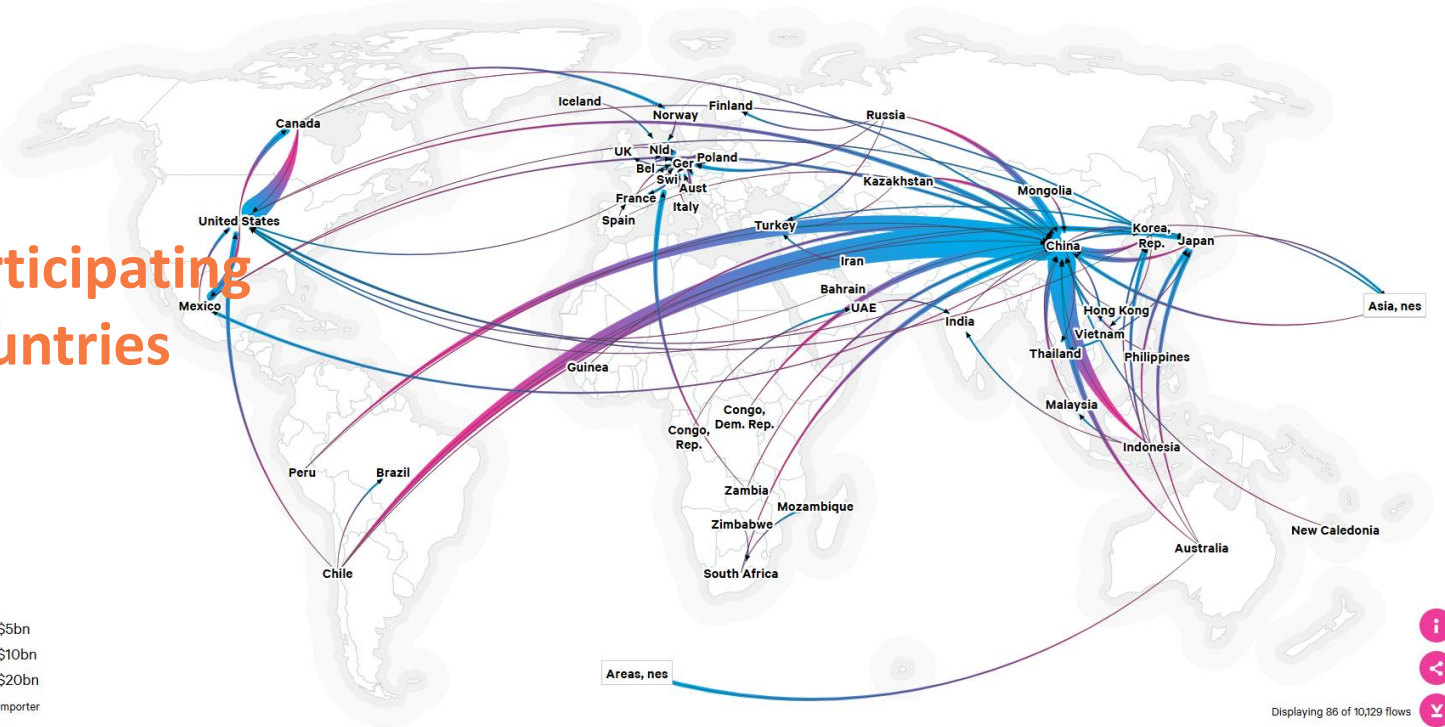 Iceland
Finland
Norway
Russia
Canada
UK
Nld
Poland
Bel
Ger
Swi
Aust
France
Italy
Spain
Kazakhstan
Mongolia
United States
Turkey
Korea,
Rep.
Japan
China
rticipating
untries
Iran
Bahrain
UAE
Mexico
India
Hong Kong
Vietnam
Asia, nes
Thailand
Philippines
Guinea
Malaysia
Congo,
Dem. Rep.
Congo,
Rep.
Indonesia
Peru
Brazil
Zambia
Mozambique
Zimbabwe
New Caledonia
Australia
Chile
South Africa
$5bn
$10bn
$20bn
mporter
Areas, nes
Displaying 86 of 10,129 flows
i